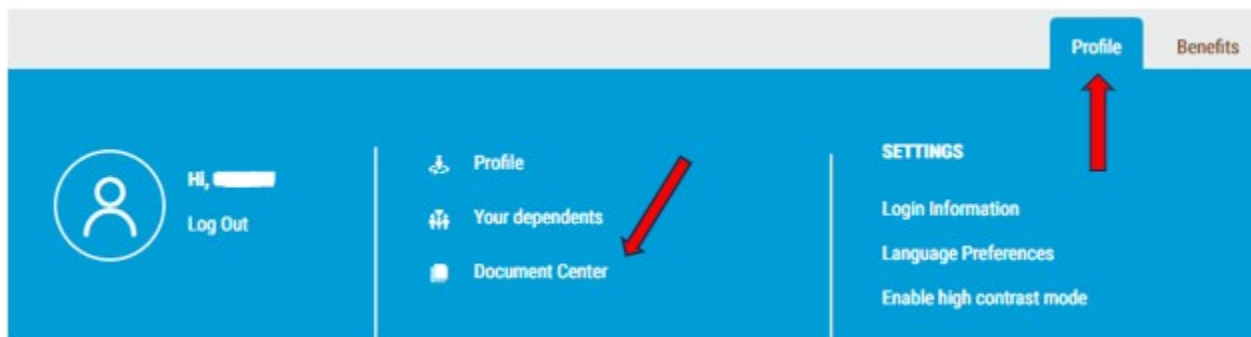 Profile Benefits
Hi,
Log Out
Profile
Your dependents
Document Center
SETTINGS
Login Information
Language Preferences
Enable high contrast mode